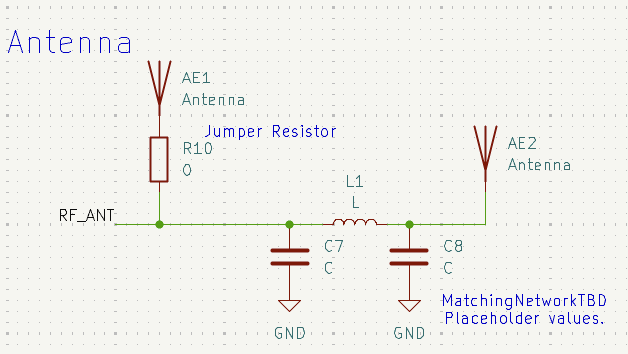 Antenna
AE1
Antenna
Jumper Resistor
R10
0
AE2
Antenna
L1
L
RF_ANT
C7
C
C8
C
MatchingNetworkTBD
Placeholder values.
GND
GND